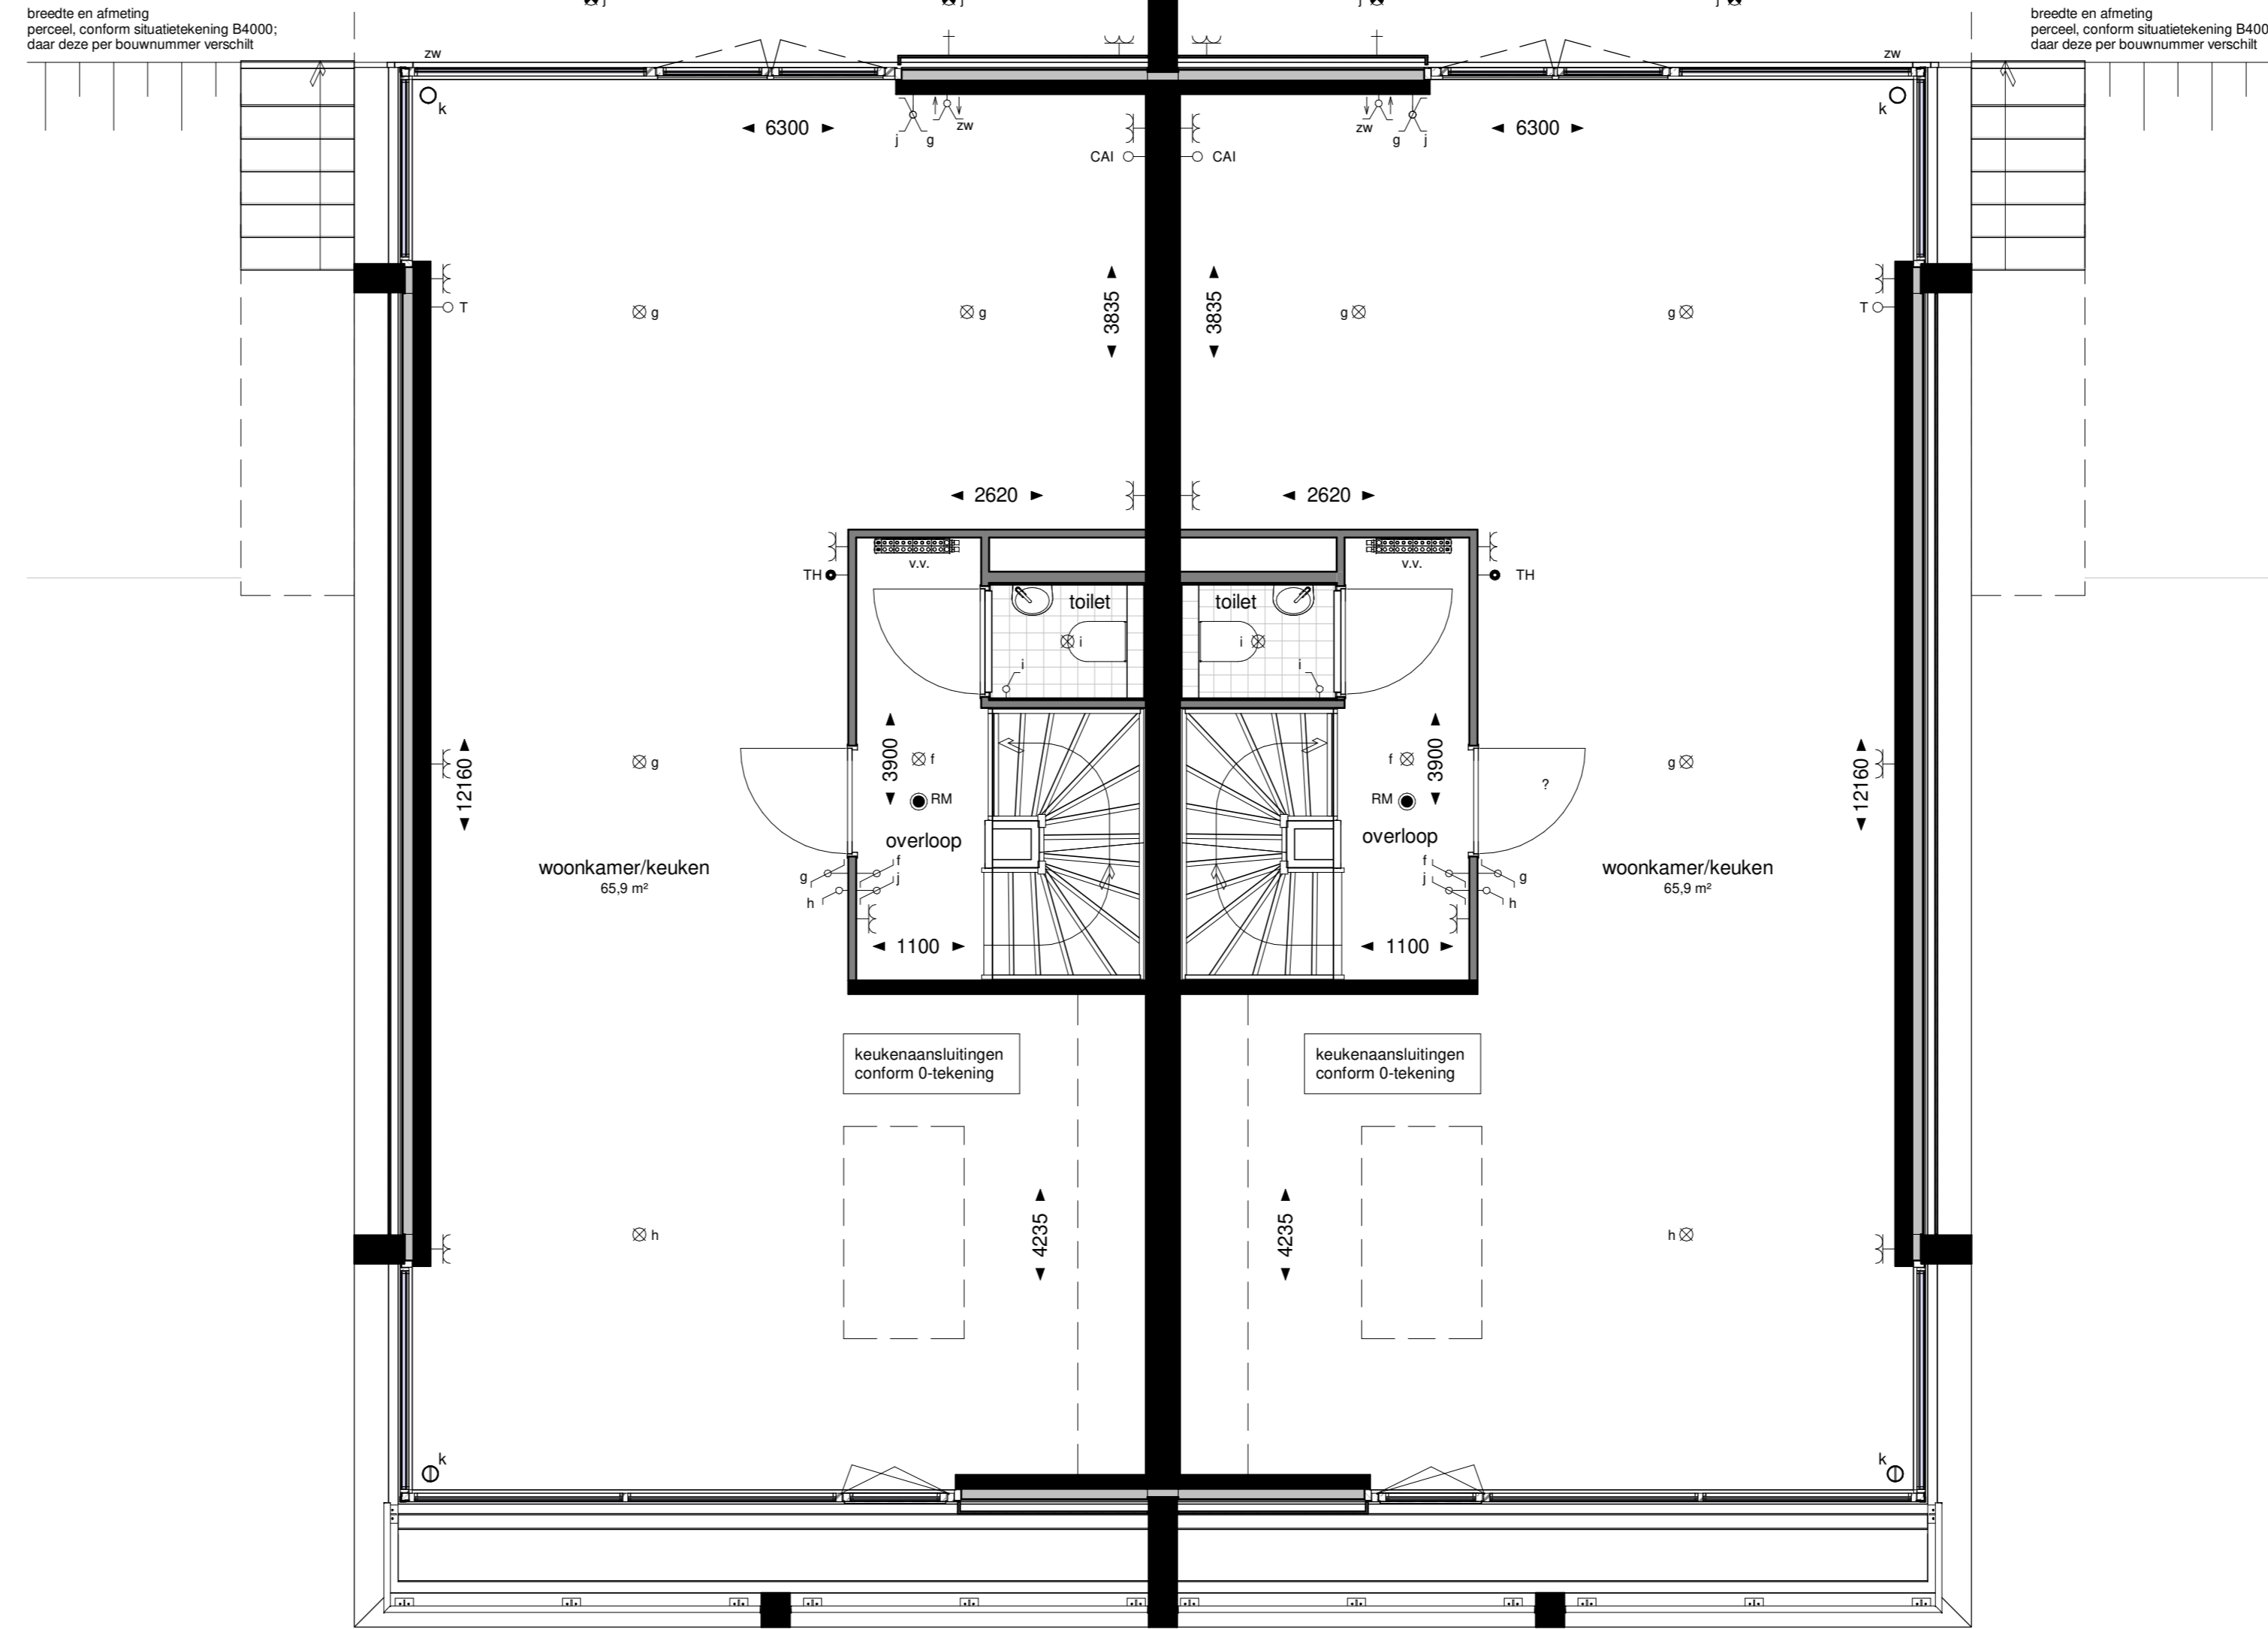 j j j j
breedte en afmeting
perceel, conform situatietekening B4000;
daar deze per bouwnummer verschilt
breedte en afmeting
perceel, conform situatietekening B400
daar deze per bouwnummer verschilt
zw zw
k k
6300 6300
j g zw zw g j
CAI CAI
3835 3835
T T
g g g g
2620 2620
v.v. v.v.
TH TH
toilet toilet
i i
i i
3900 3900
f f
g g
12160 12160
?
RM RM
overloop overloop
woonkamer/keuken woonkamer/keuken
65,9 m² 65,9 m²
f f
g j j g
h h
1100 1100
keukenaansluitingen
conform 0-tekening
keukenaansluitingen
conform 0-tekening
4235 4235
h h
k k